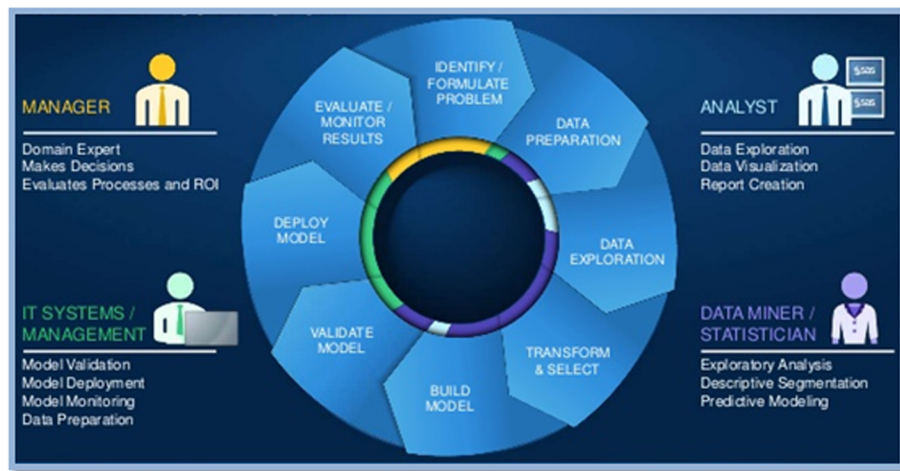 MANAGER
Domain Expert
Makes Decisions
Evaluates Processes and ROI
IT SYSTEMS /
MANAGEMENT
Model Validation
Model Deployment
Model Monitoring
Data Preparation
IDENTIFY /
FORMULATE
PROBLEM
DATA
PREPARATION
DATA
EXPLORATION
TRANSFORM
& SELECT
BUILD
MODEL
VALIDATE
MODEL
DEPLOY
MODEL
EVALUATE /
MONITOR
RESULTS
ANALYST
sas
sas
Data Exploration
Data Visualization
Report Creation
DATA MINER /
STATISTICIAN
Exploratory Analysis
Descriptive Segmentation
Predictive Modeling